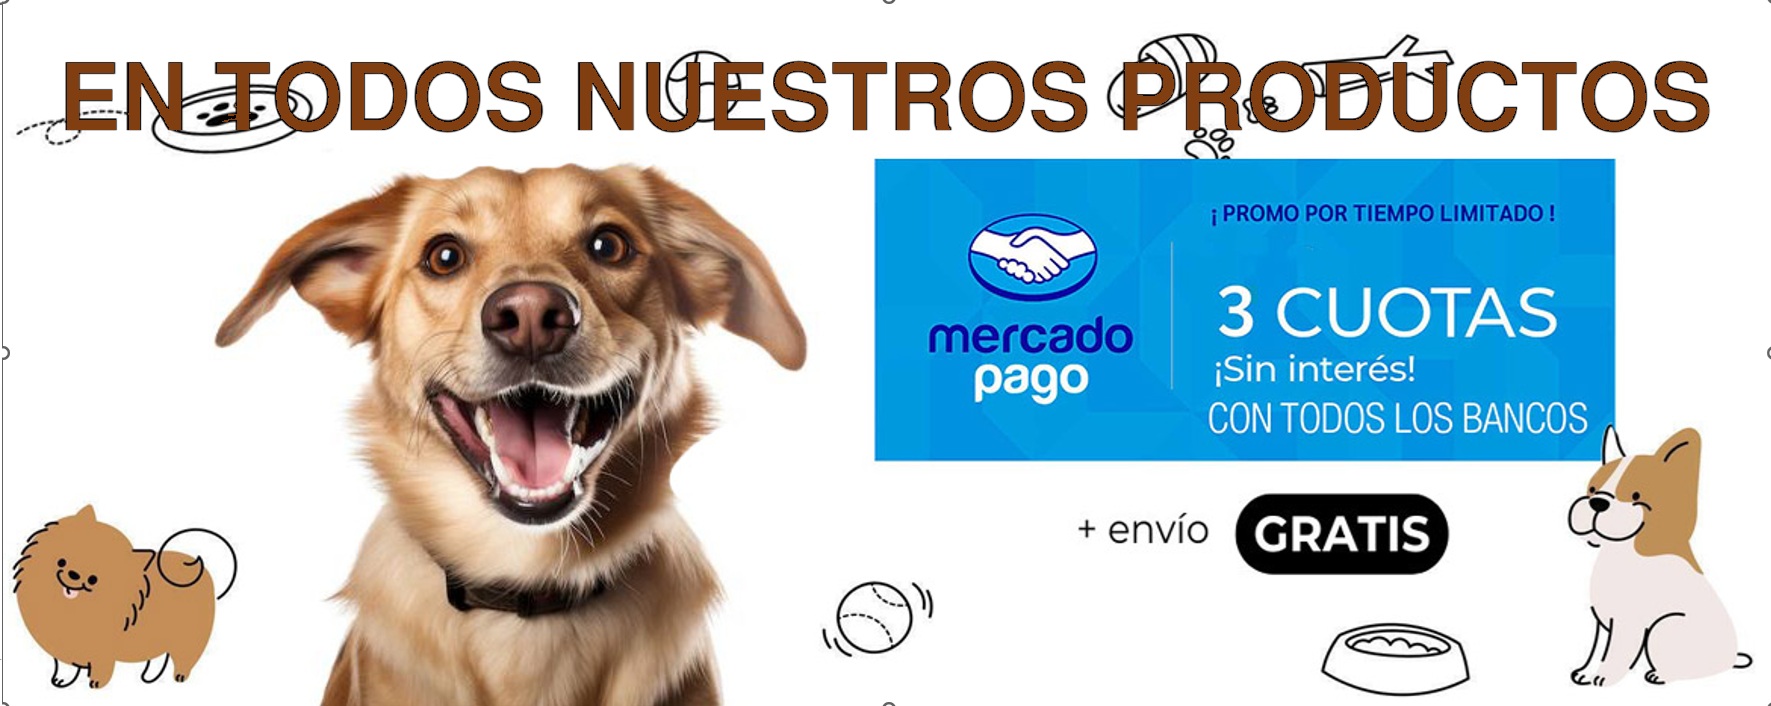 EN TODOS NUESTROS PRODUCTOS
¡ PROMO POR TIEMPO LIMITADO !
mercado
pago
3 CUOTAS
¡Sin interés!
CON TODOS LOS BANCOS
+ envío GRATIS